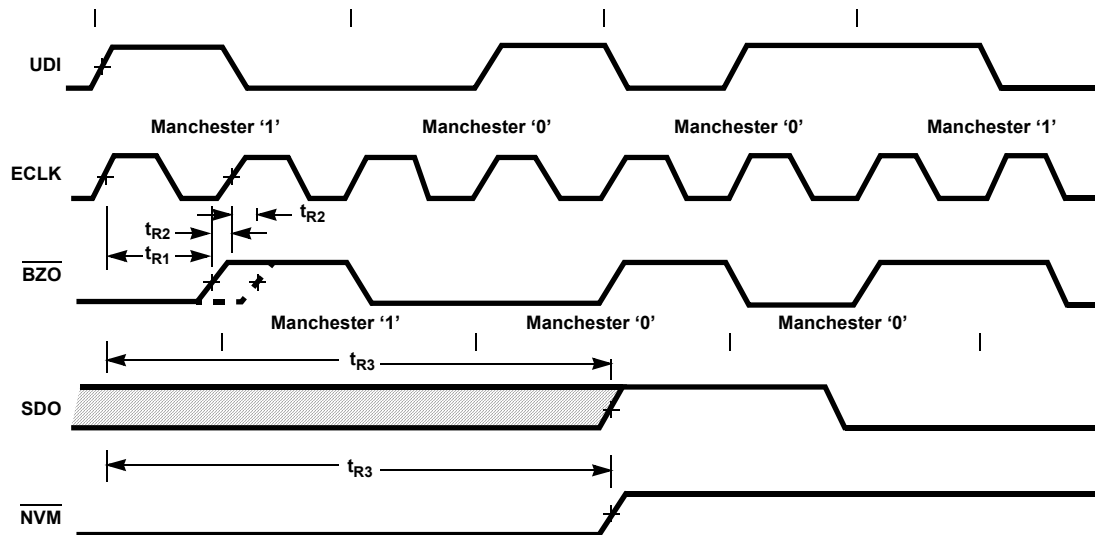 UDI
Manchester ‘1’ Manchester ‘0’ Manchester ‘0’ Manchester ‘1’
ECLK
tR2
tR2
tR1
BZO
Manchester ‘1’ Manchester ‘0’ Manchester ‘0’
tR3
SDO
tR3
NVM